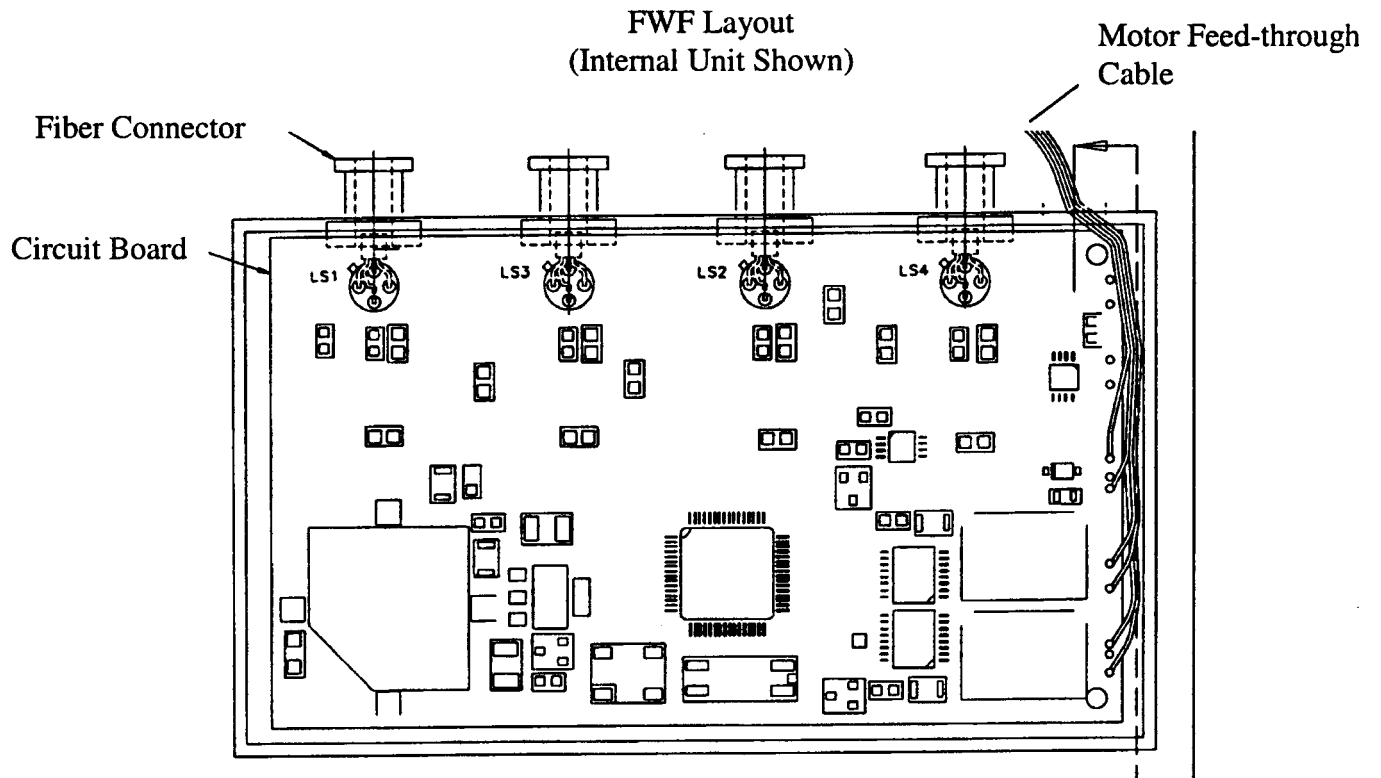 FWF Layout
(Internal Unit Shown)
Motor Feed-through
Cable
Fiber Connector
Circuit Board
LS1
LS3
LS2
LS4